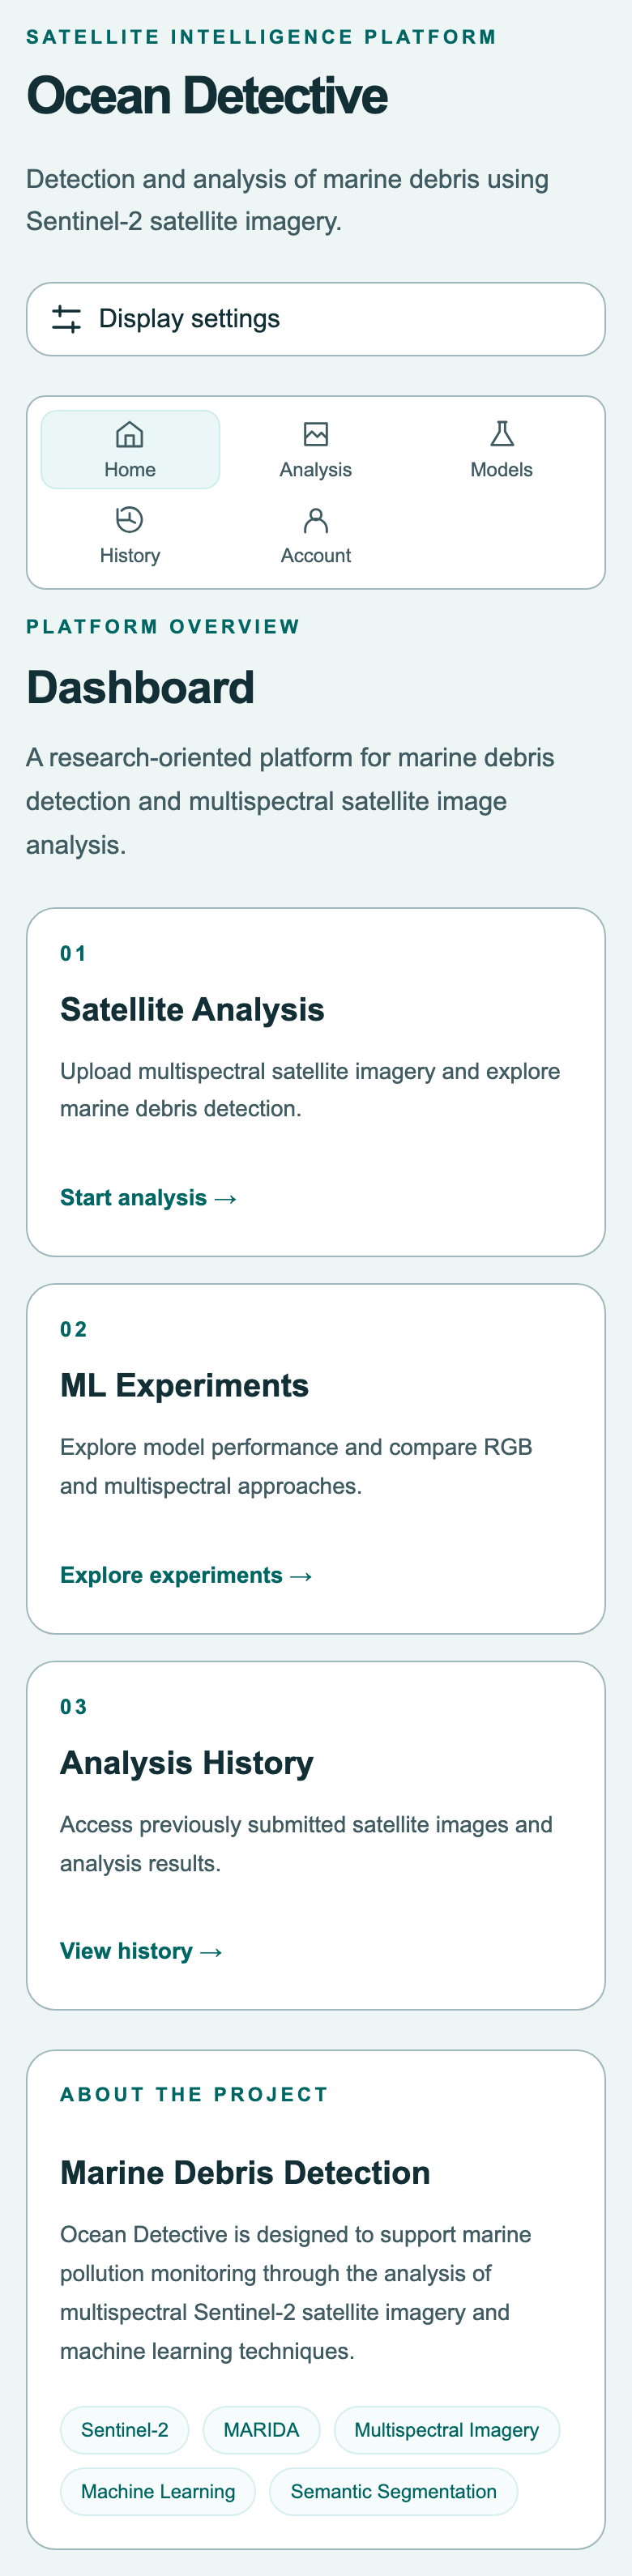 SATELLITE INTELLIGENCE PLATFORM
Ocean Detective
Detection and analysis of marine debris using
Sentinel-2 satellite imagery.
Display settings
Home
Analysis
Models
History
Account
PLATFORM OVERVIEW
Dashboard
A research-oriented platform for marine debris
detection and multispectral satellite image
analysis.
01
Satellite Analysis
Upload multispectral satellite imagery and explore
marine debris detection.
Start analysis →
02
ML Experiments
Explore model performance and compare RGB
and multispectral approaches.
Explore experiments →
03
Analysis History
Access previously submitted satellite images and
analysis results.
View history →
ABOUT THE PROJECT
Marine Debris Detection
Ocean Detective is designed to support marine
pollution monitoring through the analysis of
multispectral Sentinel-2 satellite imagery and
machine learning techniques.
Sentinel-2
MARIDA
Multispectral Imagery
Machine Learning
Semantic Segmentation